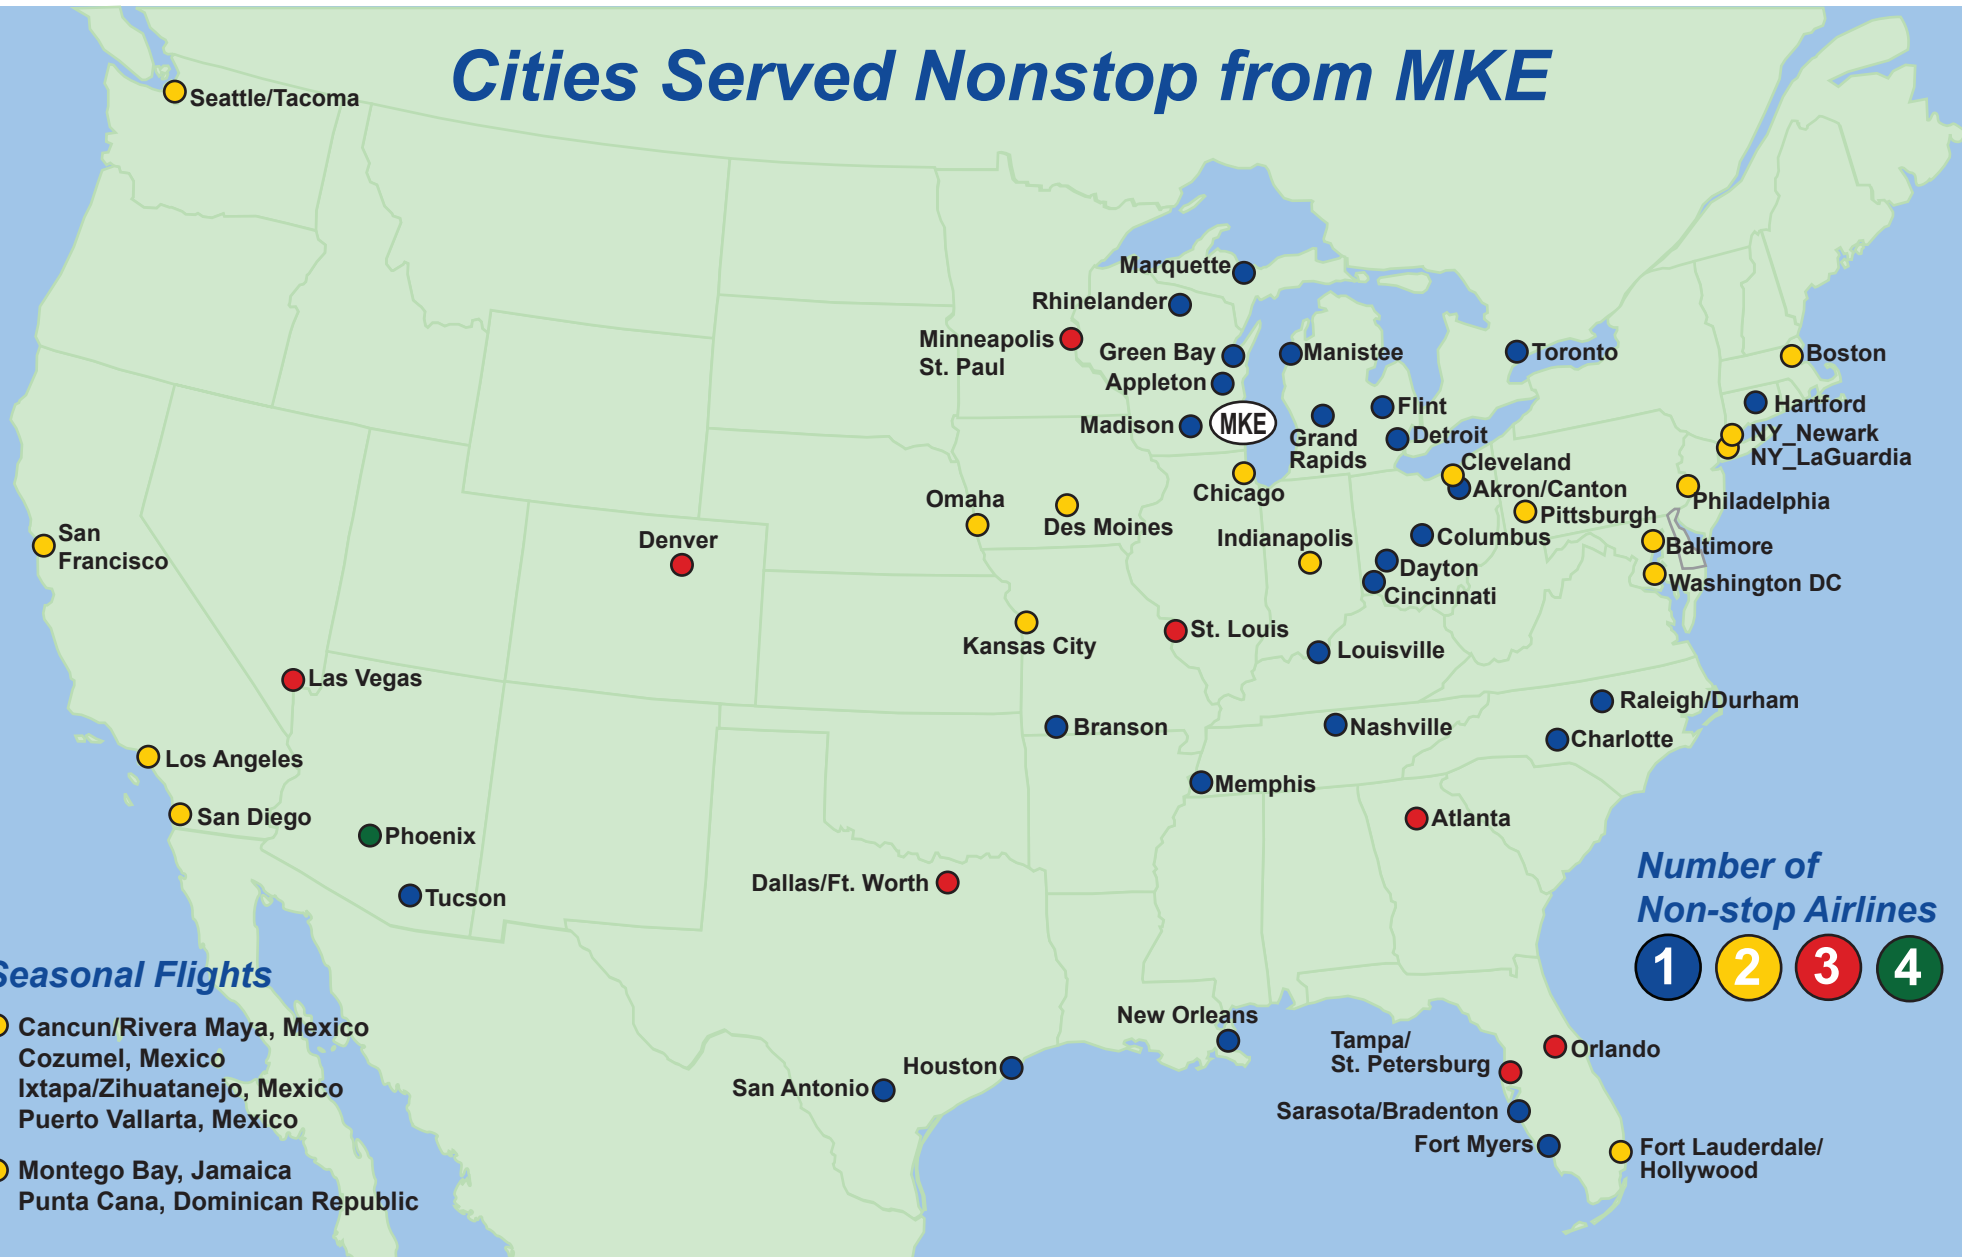 Cities Served Nonstop from MKE
Seattle/Tacoma
Marquette
Rhinelander
Minneapolis
St. Paul
Green Bay
Manistee
Toronto
Boston
Appleton
Madison
MKE
Grand
Rapids
Flint
Detroit
Hartford
NY_Newark
NY_LaGuardia
Cleveland
Akron/Canton
Chicago
Omaha
Des Moines
Philadelphia
Pittsburgh
San
Francisco
Denver
Indianapolis
Columbus
Baltimore
Dayton
Washington DC
Cincinnati
Kansas City
St. Louis
Louisville
Las Vegas
Raleigh/Durham
Branson
Nashville
Charlotte
Los Angeles
Memphis
San Diego
Atlanta
Phoenix
Dallas/Ft. Worth
Tucson
Number of
Non-stop Airlines
1 2 3 4
Seasonal Flights
Cancun/Rivera Maya, Mexico
Cozumel, Mexico
Ixtapa/Zihuatanejo, Mexico
Puerto Vallarta, Mexico
Montego Bay, Jamaica
Punta Cana, Dominican Republic
New Orleans
Houston
San Antonio
Tampa/
St. Petersburg
Orlando
Sarasota/Bradenton
Fort Myers
Fort Lauderdale/
Hollywood